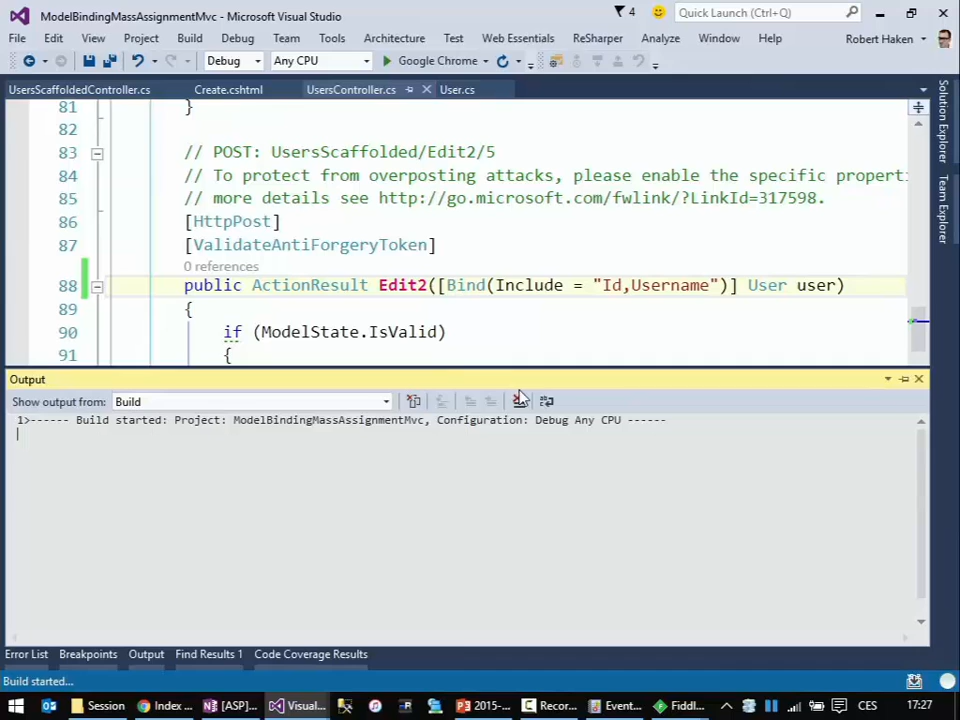 ModelBindingMassAssignmentMvc - Microsoft Visual Studio
4
Quick Launch (Ctrl+Q)
File Edit View Project Build Debug Team Tools Architecture Test Web Essentials ReSharper Analyze Window Help Robert Haken
Debug Any CPU Google Chrome
UsersScaffoldedController.cs Create.cshtml UsersController.cs User.cs
Solution Explorer
Team Explorer
81 }
82
83 // POST: UsersScaffolded/Edit2/5
84 // To protect from overposting attacks, please enable the specific properti
85 // more details see http://go.microsoft.com/fwlink/?LinkId=317598.
86 [HttpPost]
87 [ValidateAntiForgeryToken]
0 references
88 public ActionResult Edit2([Bind(Include = "Id,Username")] User user)
89 {
90 if (ModelState.IsValid)
91 {
Output
Show output from: Build
1>------ Build started: Project: ModelBindingMassAssignmentMvc, Configuration: Debug Any CPU ------
Error List Breakpoints Output Find Results 1 Code Coverage Results
Build started...
Session Index ... [ASP]... Visual... 2015-... Recor... Event... Fiddl... CES 17:27